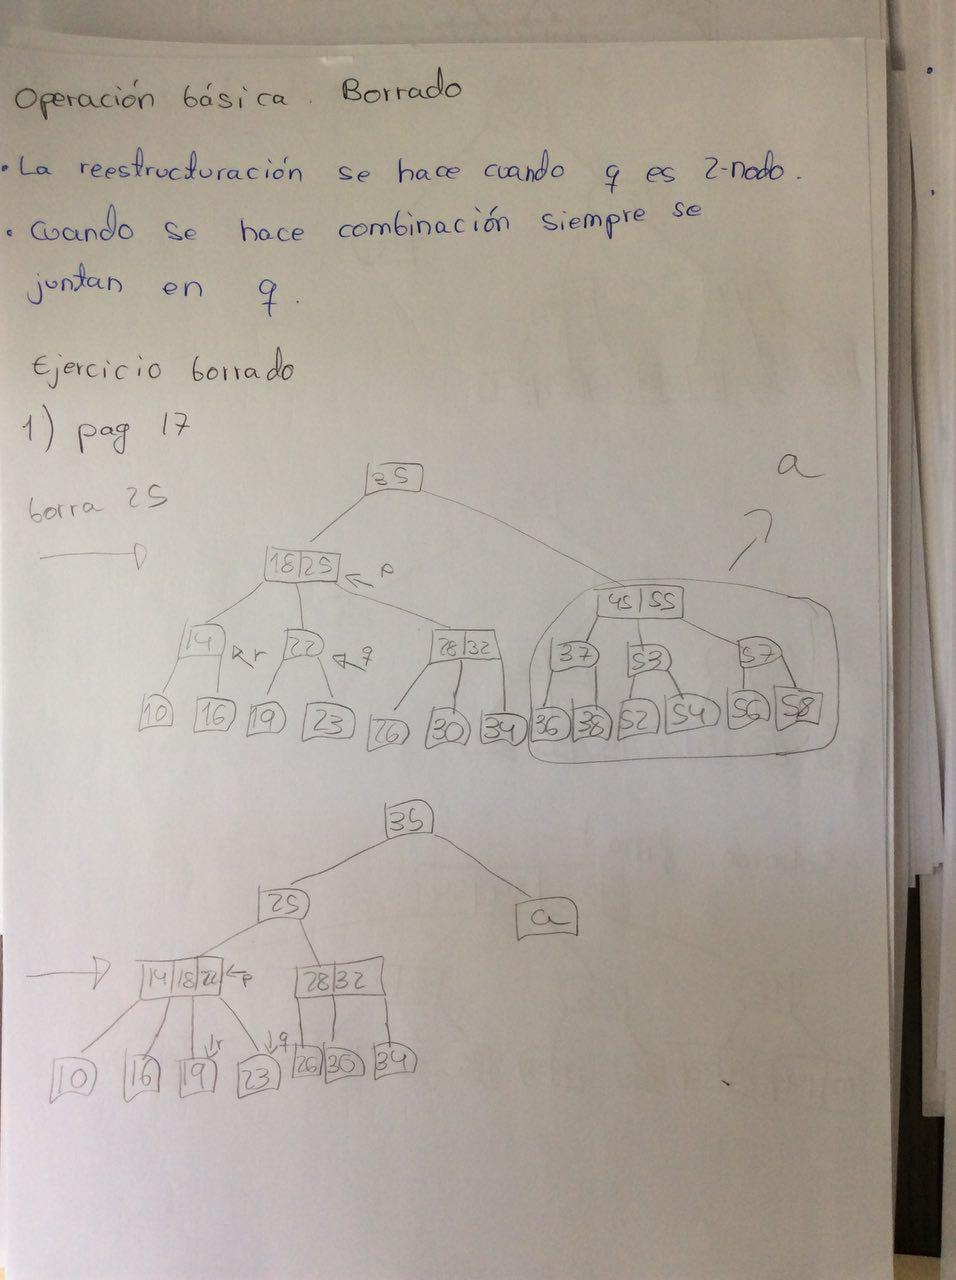 Operación básica. Borrado
• La reestructuración se hace cuando q es 2-nodo.
• Cuando se hace combinación siempre se
juntan en q.
Ejercicio borrado
1) pag 17
a
borra 25
35
18|25 p
45|55
14 r 22 q 28|32 37 53 57
10 16 19 23 26 30 34 36 38 52 54 56 58
35
25 a
14|18|22 p 28|32
r q
10 16 19 23 26 30 34